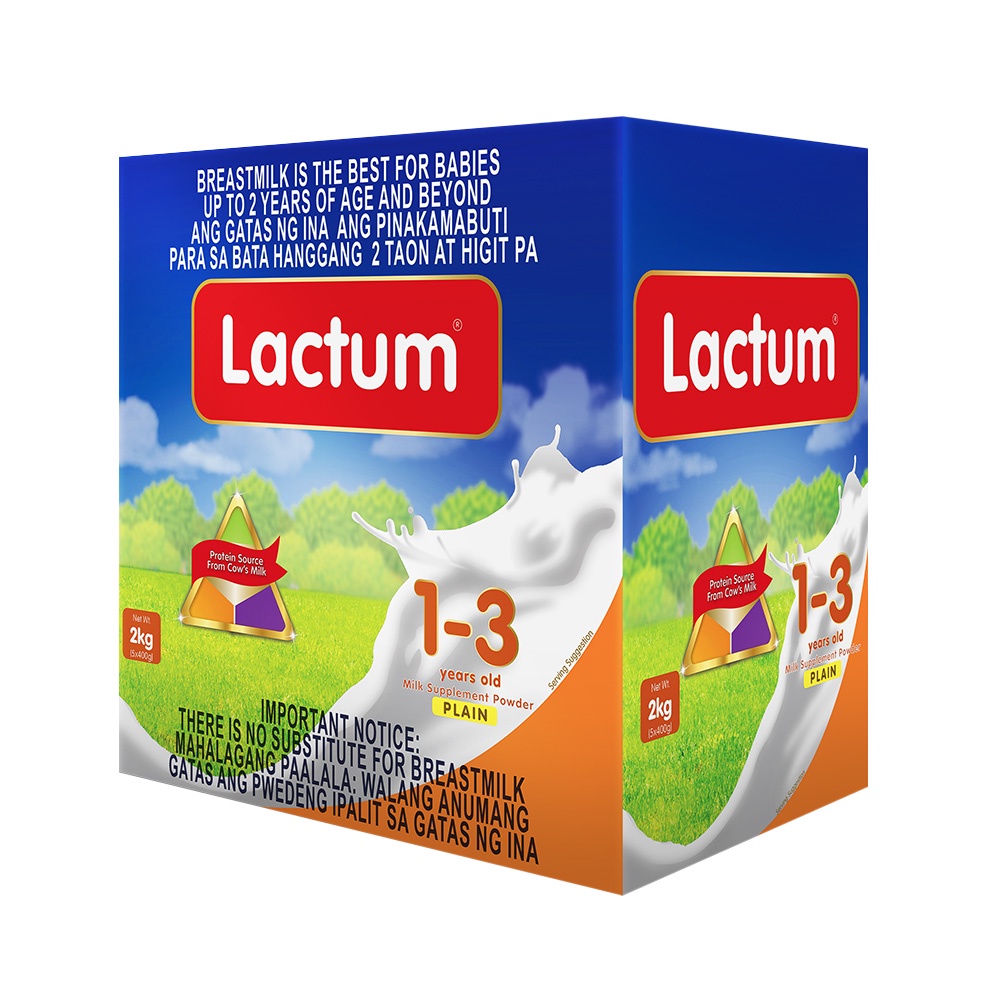 BREASTMILK IS THE BEST FOR BABIES
UP TO 2 YEARS OF AGE AND BEYOND
ANG GATAS NG INA ANG PINAKAMABUTI
PARA SA BATA HANGGANG 2 TAON AT HIGIT PA
Lactum®
Protein Source
From Cow's Milk
Net Wt.
2kg
(5x400g)
1-3
years old
Milk Supplement Powder
PLAIN
Serving Suggestion
IMPORTANT NOTICE:
THERE IS NO SUBSTITUTE FOR BREASTMILK
MAHALAGANG PAALALA: WALANG ANUMANG
GATAS ANG PWEDENG IPALIT SA GATAS NG INA
Lactum®
Protein Source
From Cow's Milk
1-3
years old
Milk Supplement Powder
PLAIN
Net Wt.
2kg
(5x400g)
Serving Suggestion